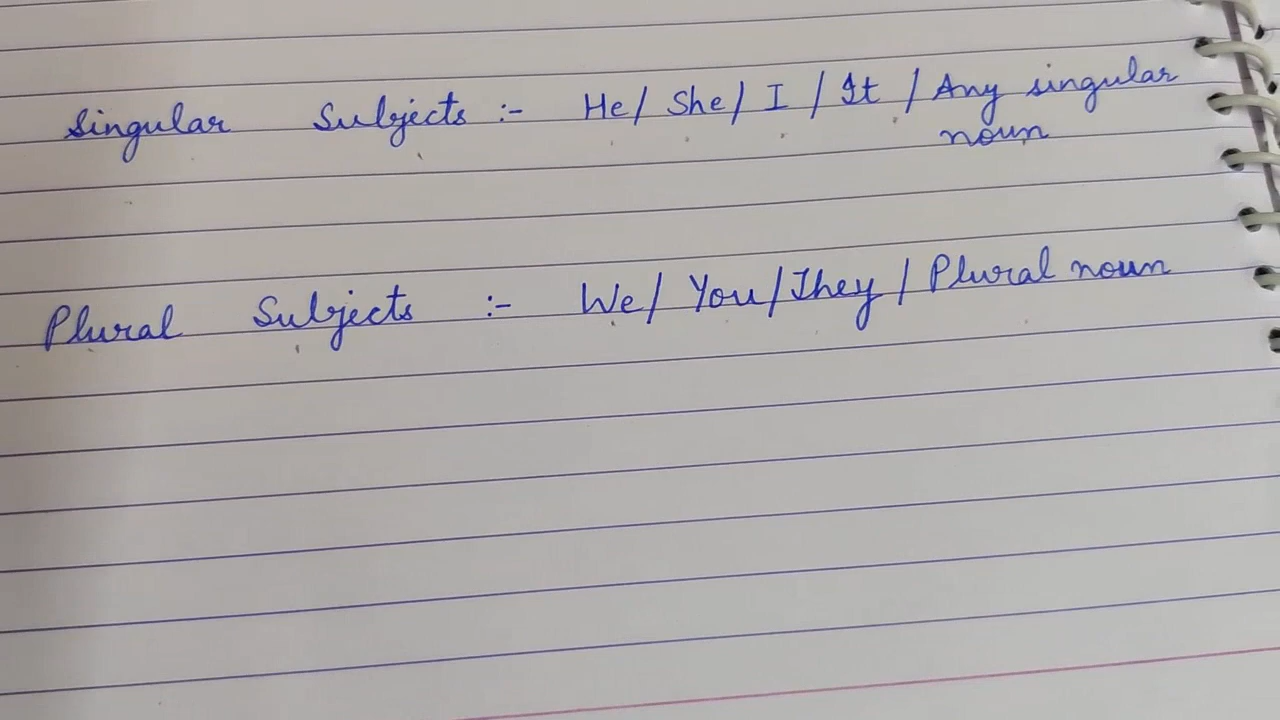 Singular Subjects :- He/ She/ I / It / Any singular
noun
Plural Subjects :- We/ You/They / Plural noun